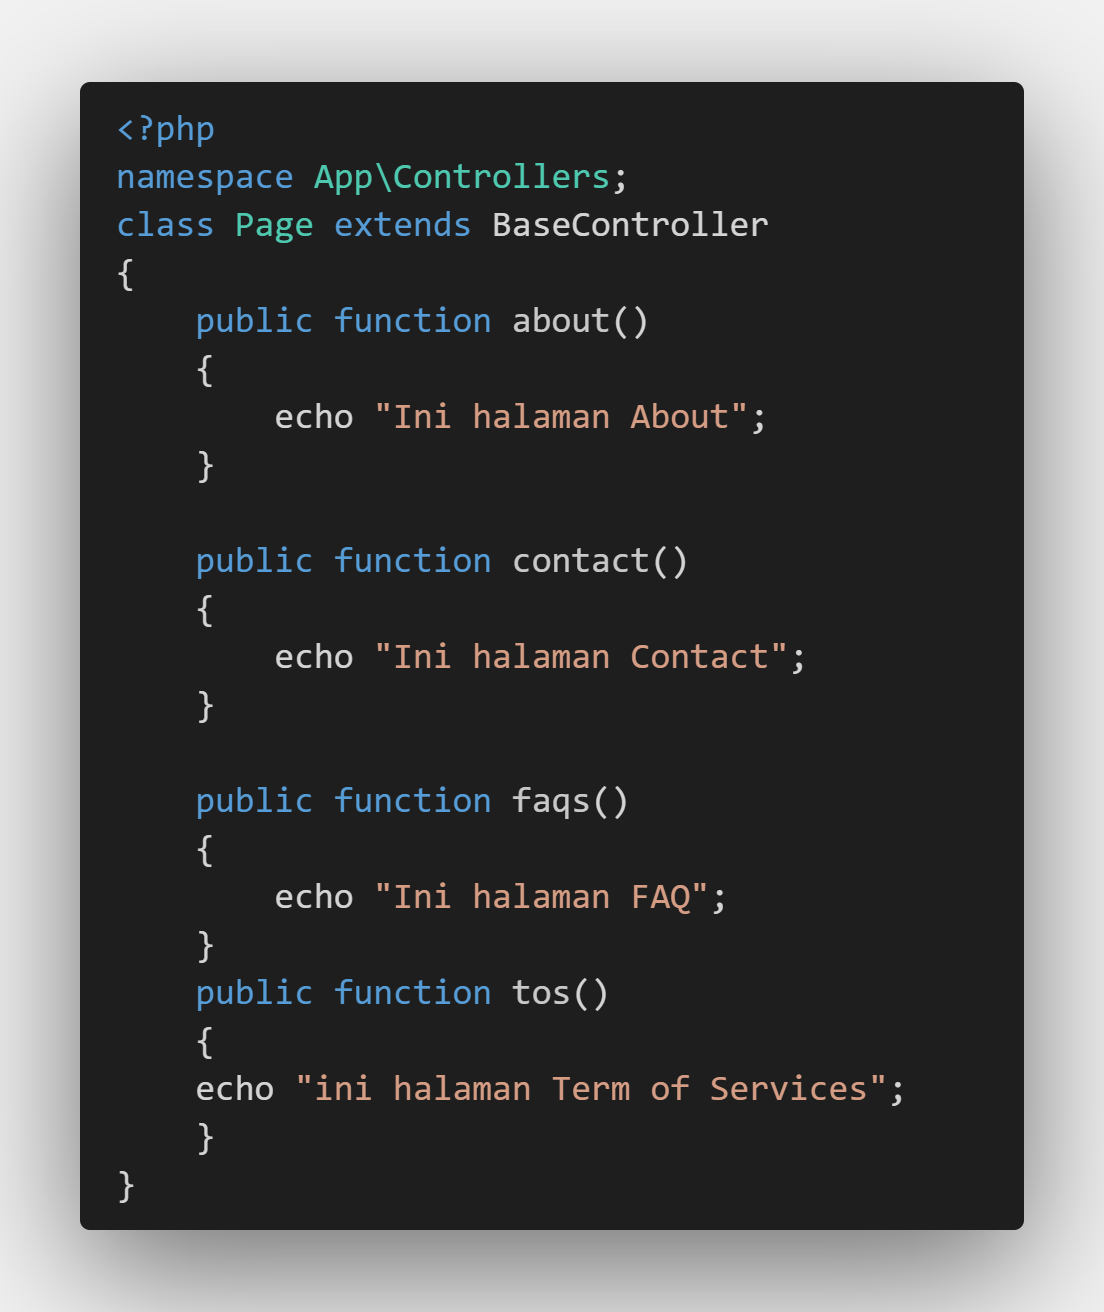 <?php
namespace App\Controllers;
class Page extends BaseController
{
    public function about()
    {
        echo "Ini halaman About";
    }

    public function contact()
    {
        echo "Ini halaman Contact";
    }

    public function faqs()
    {
        echo "Ini halaman FAQ";
    }
    public function tos()
    {
    echo "ini halaman Term of Services";
    }
}